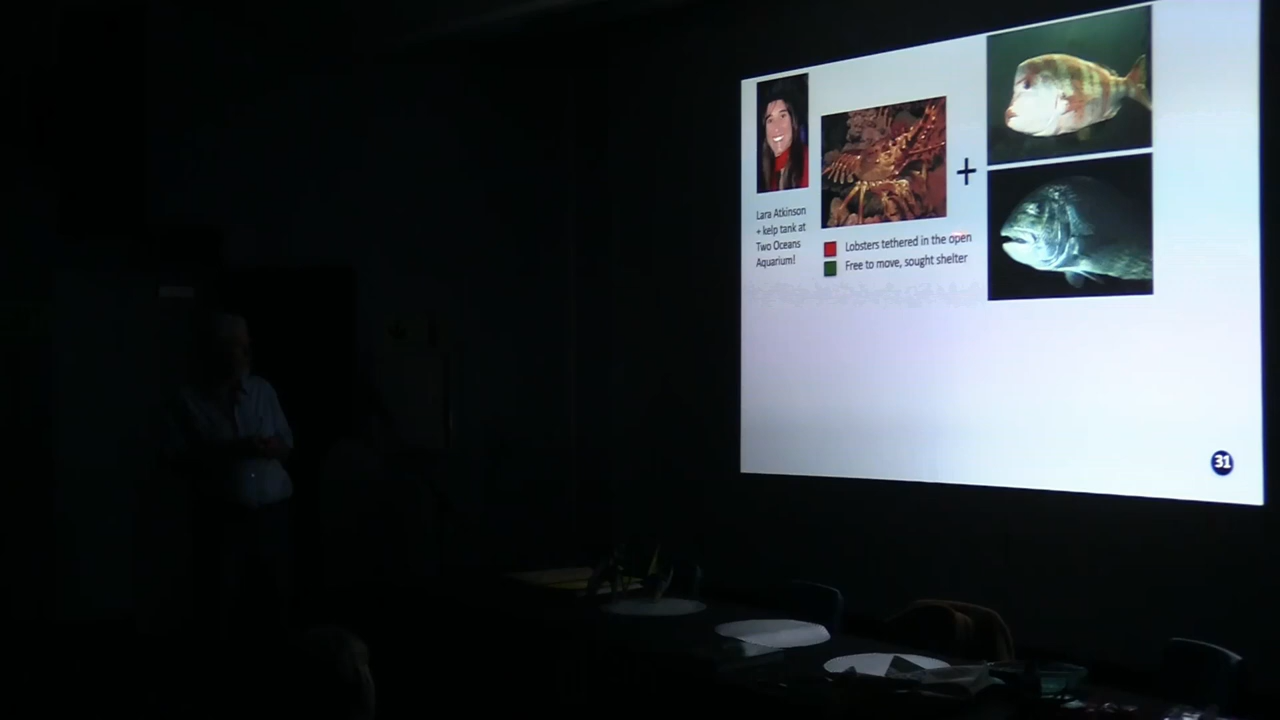 Lara Atkinson
+ kelp tank at
Two Oceans
Aquarium!
+
Lobsters tethered in the open
Free to move, sought shelter
31